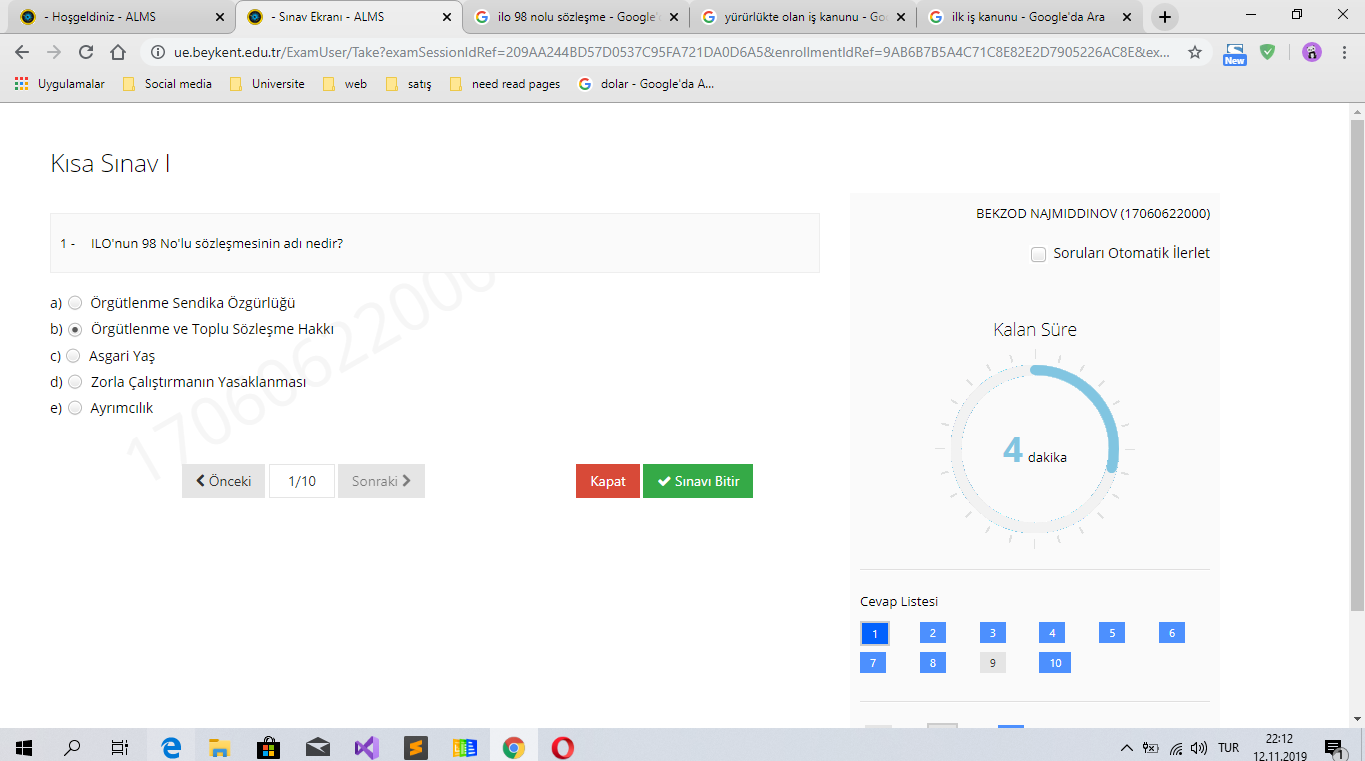 - Hoşgeldiniz - ALMS
- Sınav Ekranı - ALMS
ilo 98 nolu sözleşme - Google'
yürürlükte olan iş kanunu - Go
ilk iş kanunu - Google'da Ara
ue.beykent.edu.tr/ExamUser/Take?examSessionIdRef=209AA244BD57D0537C95FA721DA0D6A5&enrollmentIdRef=9AB6B7B5A4C71C8E82E2D7905226AC8E&ex...
New
Uygulamalar
Social media
Universite
web
satış
need read pages
dolar - Google'da A...
Kısa Sınav I
BEKZOD NAJMIDDINOV (17060622000)
Soruları Otomatik İlerlet
1 - ILO'nun 98 No'lu sözleşmesinin adı nedir?
a) Örgütlenme Sendika Özgürlüğü
b) Örgütlenme ve Toplu Sözleşme Hakkı
c) Asgari Yaş
d) Zorla Çalıştırmanın Yasaklanması
e) Ayrımcılık
17060622000
Önceki
1/10
Sonraki
Kapat
Sınavı Bitir
Kalan Süre
4 dakika
Cevap Listesi
1 2 3 4 5 6
7 8 9 10
TUR
22:12
12.11.2019
1